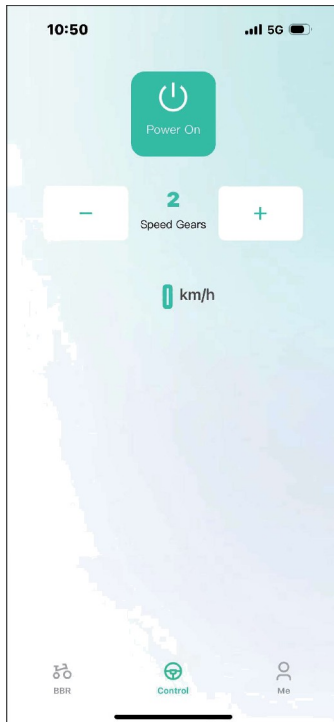 10:50 5G
Power On
− 2 +
Speed Gears
0 km/h
BBR Control Me